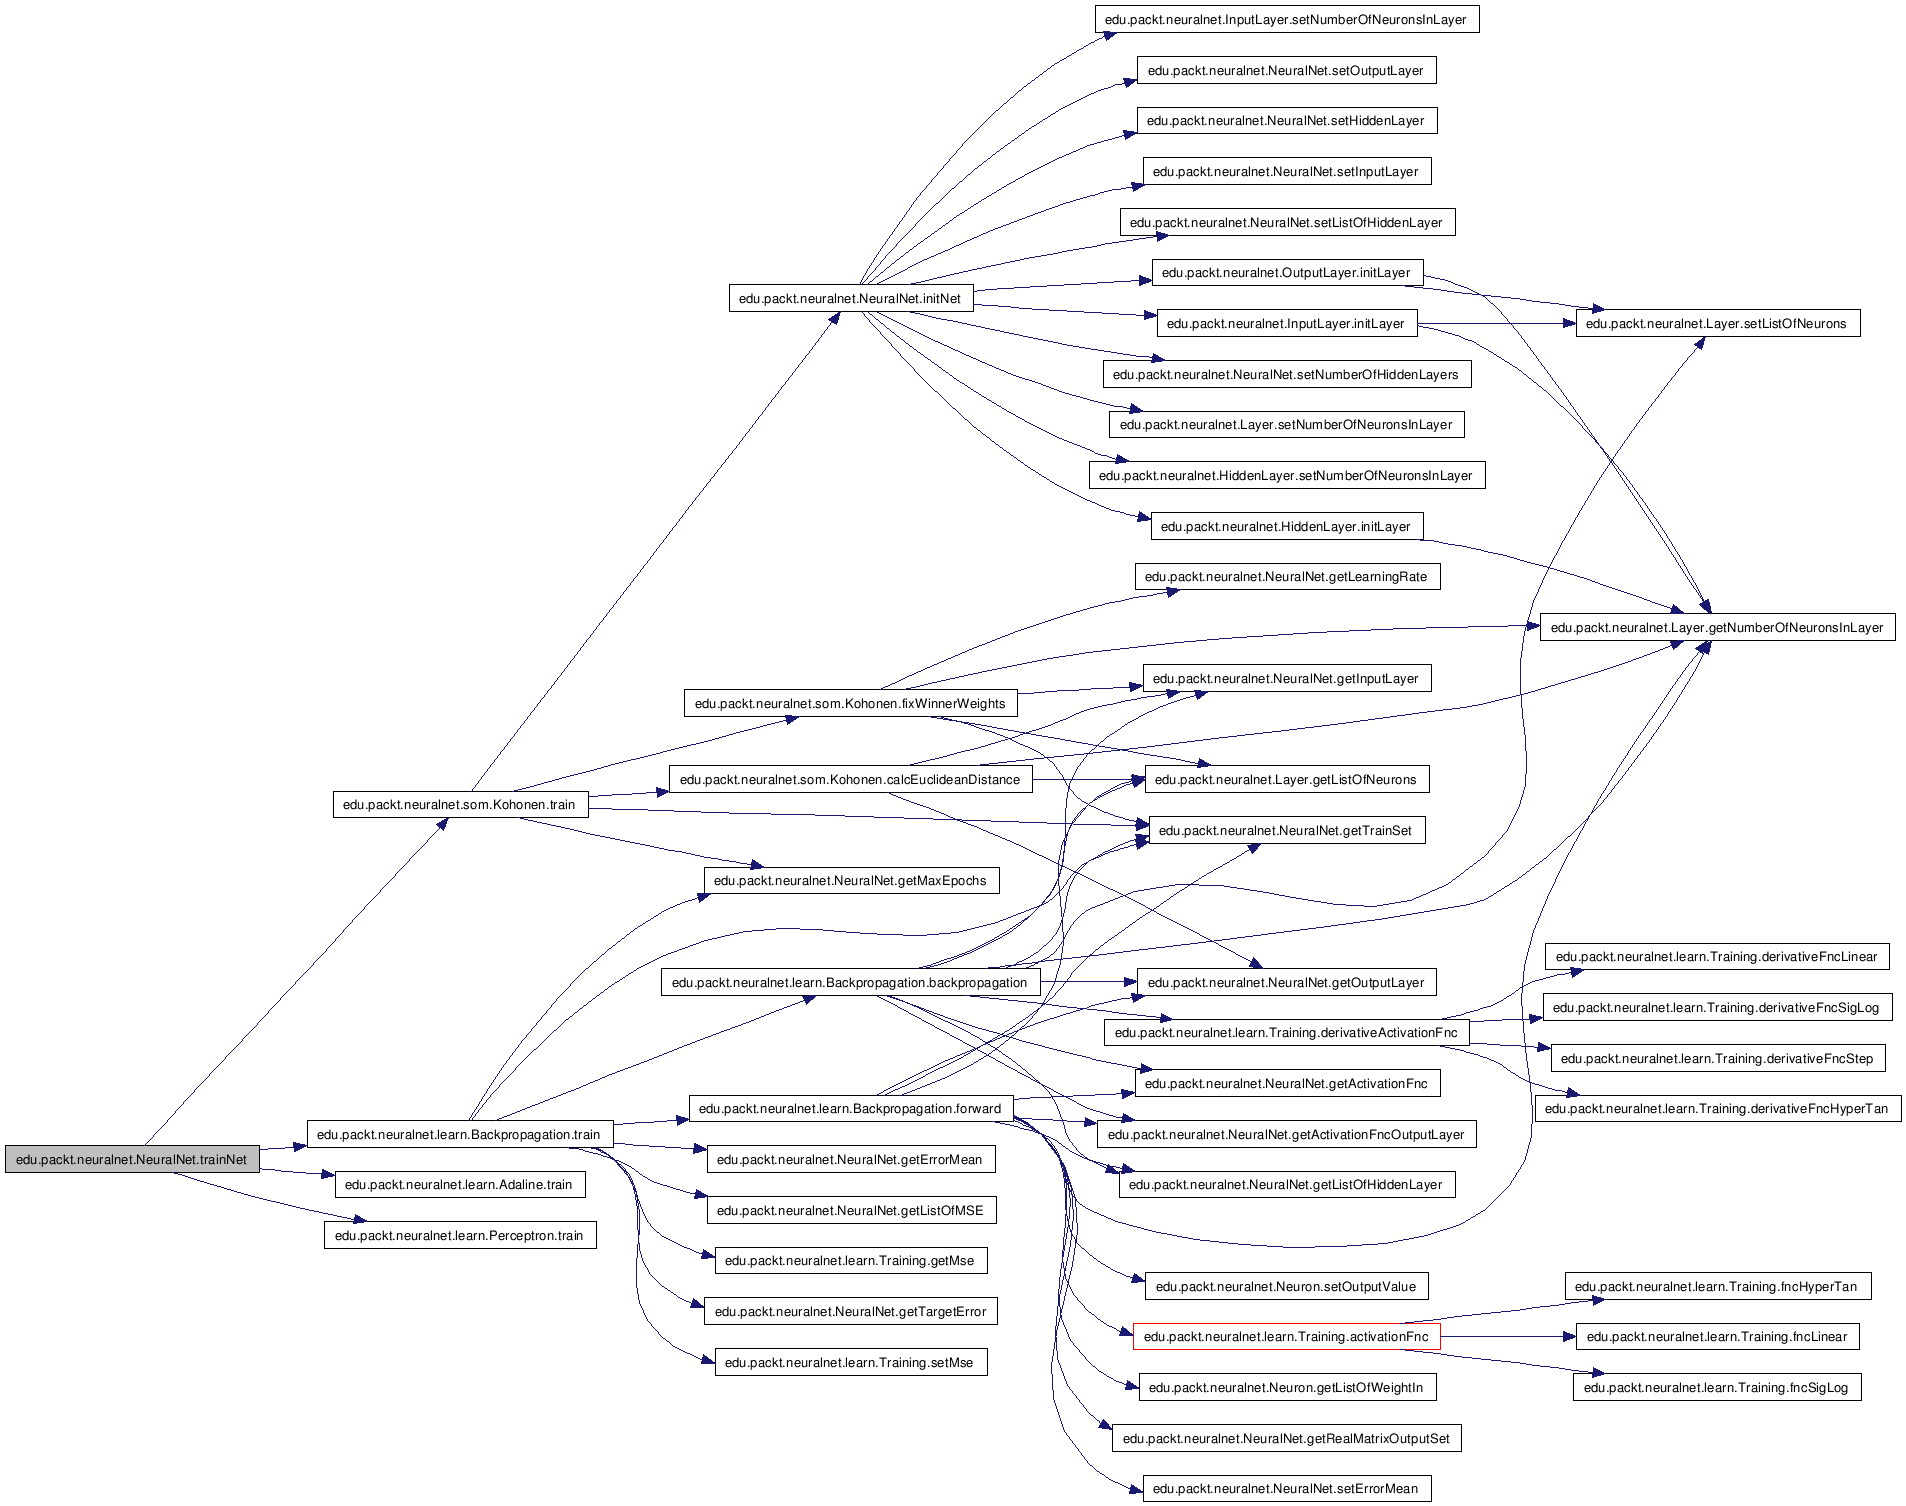 edu.packt.neuralnet.InputLayer.setNumberOfNeuronsInLayer
edu.packt.neuralnet.NeuralNet.setOutputLayer
edu.packt.neuralnet.NeuralNet.setHiddenLayer
edu.packt.neuralnet.NeuralNet.setInputLayer
edu.packt.neuralnet.NeuralNet.setListOfHiddenLayer
edu.packt.neuralnet.OutputLayer.initLayer
edu.packt.neuralnet.NeuralNet.initNet
edu.packt.neuralnet.InputLayer.initLayer
edu.packt.neuralnet.Layer.setListOfNeurons
edu.packt.neuralnet.NeuralNet.setNumberOfHiddenLayers
edu.packt.neuralnet.Layer.setNumberOfNeuronsInLayer
edu.packt.neuralnet.HiddenLayer.setNumberOfNeuronsInLayer
edu.packt.neuralnet.HiddenLayer.initLayer
edu.packt.neuralnet.NeuralNet.getLearningRate
edu.packt.neuralnet.Layer.getNumberOfNeuronsInLayer
edu.packt.neuralnet.NeuralNet.getInputLayer
edu.packt.neuralnet.som.Kohonen.fixWinnerWeights
edu.packt.neuralnet.som.Kohonen.calcEuclideanDistance
edu.packt.neuralnet.Layer.getListOfNeurons
edu.packt.neuralnet.som.Kohonen.train
edu.packt.neuralnet.NeuralNet.getTrainSet
edu.packt.neuralnet.NeuralNet.getMaxEpochs
edu.packt.neuralnet.learn.Training.derivativeFncLinear
edu.packt.neuralnet.learn.Backpropagation.backpropagation
edu.packt.neuralnet.NeuralNet.getOutputLayer
edu.packt.neuralnet.learn.Training.derivativeFncSigLog
edu.packt.neuralnet.learn.Training.derivativeActivationFnc
edu.packt.neuralnet.learn.Training.derivativeFncStep
edu.packt.neuralnet.NeuralNet.getActivationFnc
edu.packt.neuralnet.learn.Training.derivativeFncHyperTan
edu.packt.neuralnet.learn.Backpropagation.forward
edu.packt.neuralnet.learn.Backpropagation.train
edu.packt.neuralnet.NeuralNet.getActivationFncOutputLayer
edu.packt.neuralnet.NeuralNet.trainNet
edu.packt.neuralnet.NeuralNet.getErrorMean
edu.packt.neuralnet.learn.Adaline.train
edu.packt.neuralnet.NeuralNet.getListOfHiddenLayer
edu.packt.neuralnet.NeuralNet.getListOfMSE
edu.packt.neuralnet.learn.Perceptron.train
edu.packt.neuralnet.learn.Training.getMse
edu.packt.neuralnet.Neuron.setOutputValue
edu.packt.neuralnet.learn.Training.fncHyperTan
edu.packt.neuralnet.NeuralNet.getTargetError
edu.packt.neuralnet.learn.Training.activationFnc
edu.packt.neuralnet.learn.Training.fncLinear
edu.packt.neuralnet.learn.Training.setMse
edu.packt.neuralnet.Neuron.getListOfWeightIn
edu.packt.neuralnet.learn.Training.fncSigLog
edu.packt.neuralnet.NeuralNet.getRealMatrixOutputSet
edu.packt.neuralnet.NeuralNet.setErrorMean